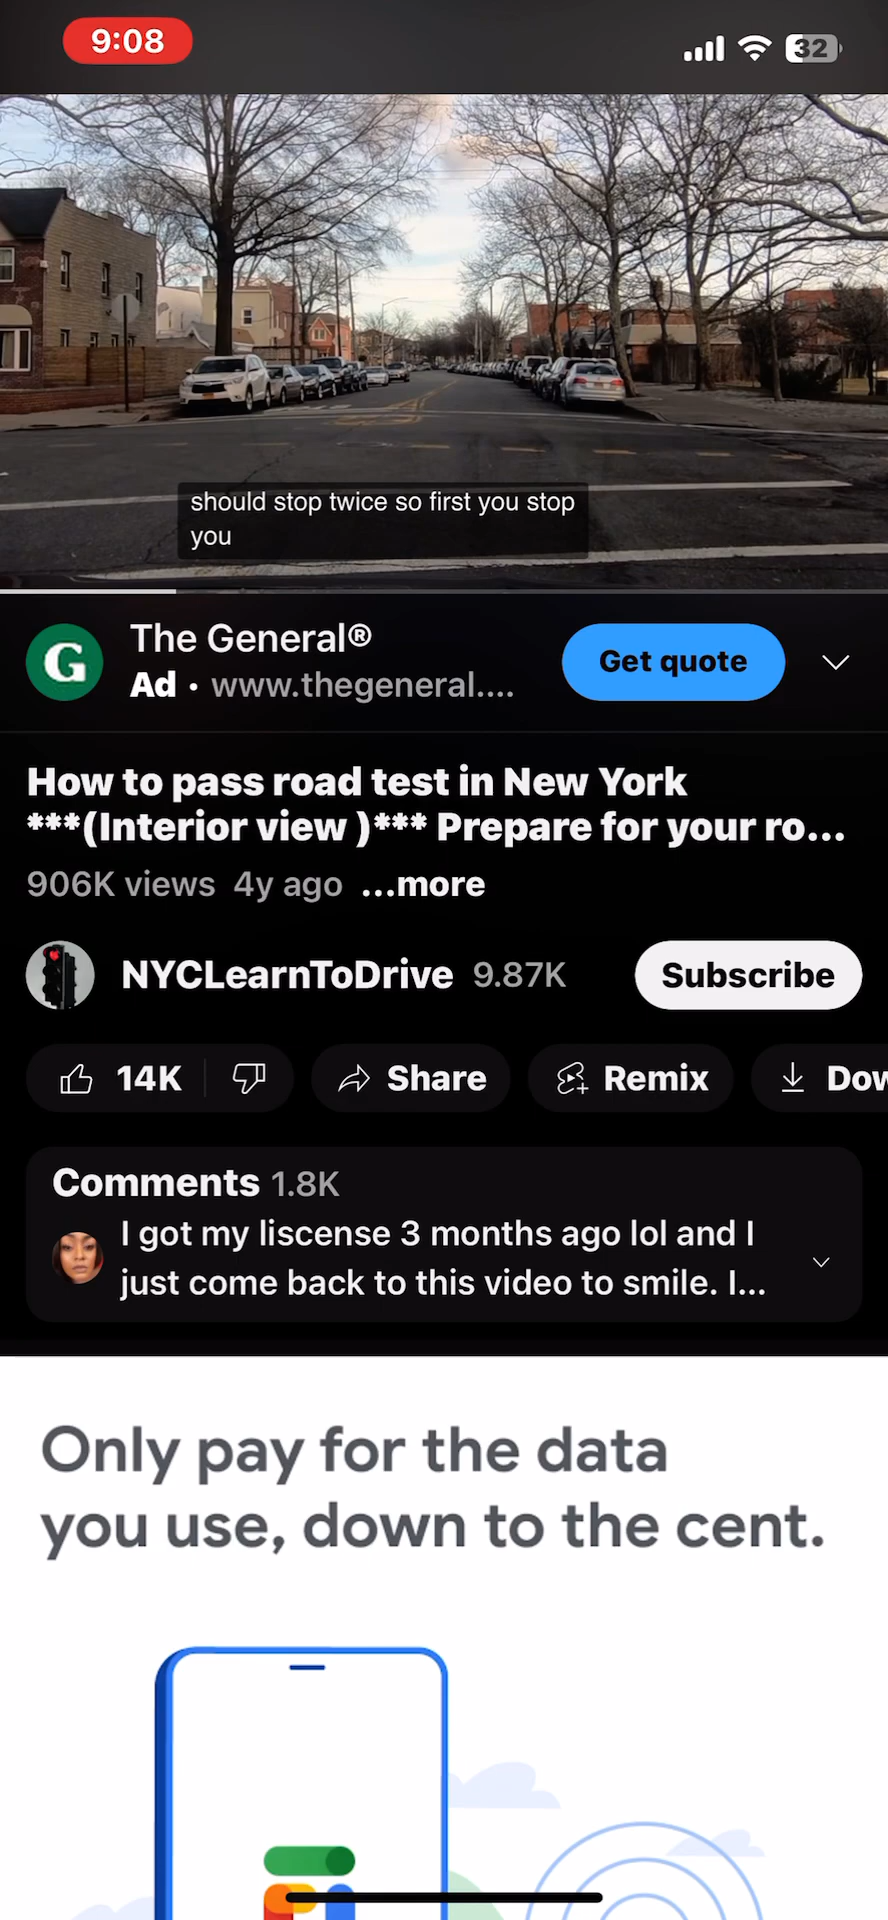 9:08
32
should stop twice so first you stop
you
G
The General®
Ad • www.thegeneral....
Get quote
How to pass road test in New York
***(Interior view )*** Prepare for your ro...
906K views 4y ago ...more
NYCLearnToDrive 9.87K
Subscribe
14K
Share
Remix
Dow
Comments 1.8K
I got my liscense 3 months ago lol and I
just come back to this video to smile. I...
Only pay for the data
you use, down to the cent.